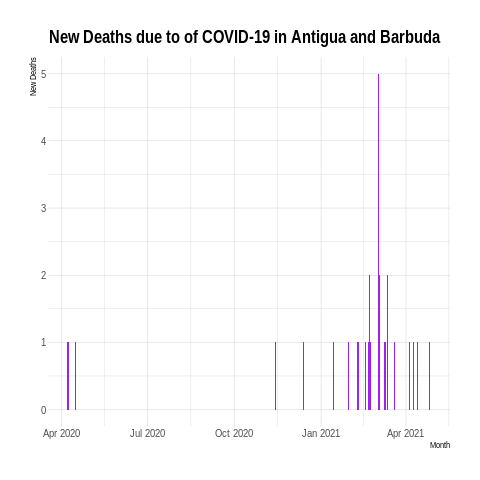 New Deaths due to of COVID-19 in Antigua and Barbuda
New Deaths
5
4
3
2
1
0
Apr 2020 Jul 2020 Oct 2020 Jan 2021 Apr 2021
Month